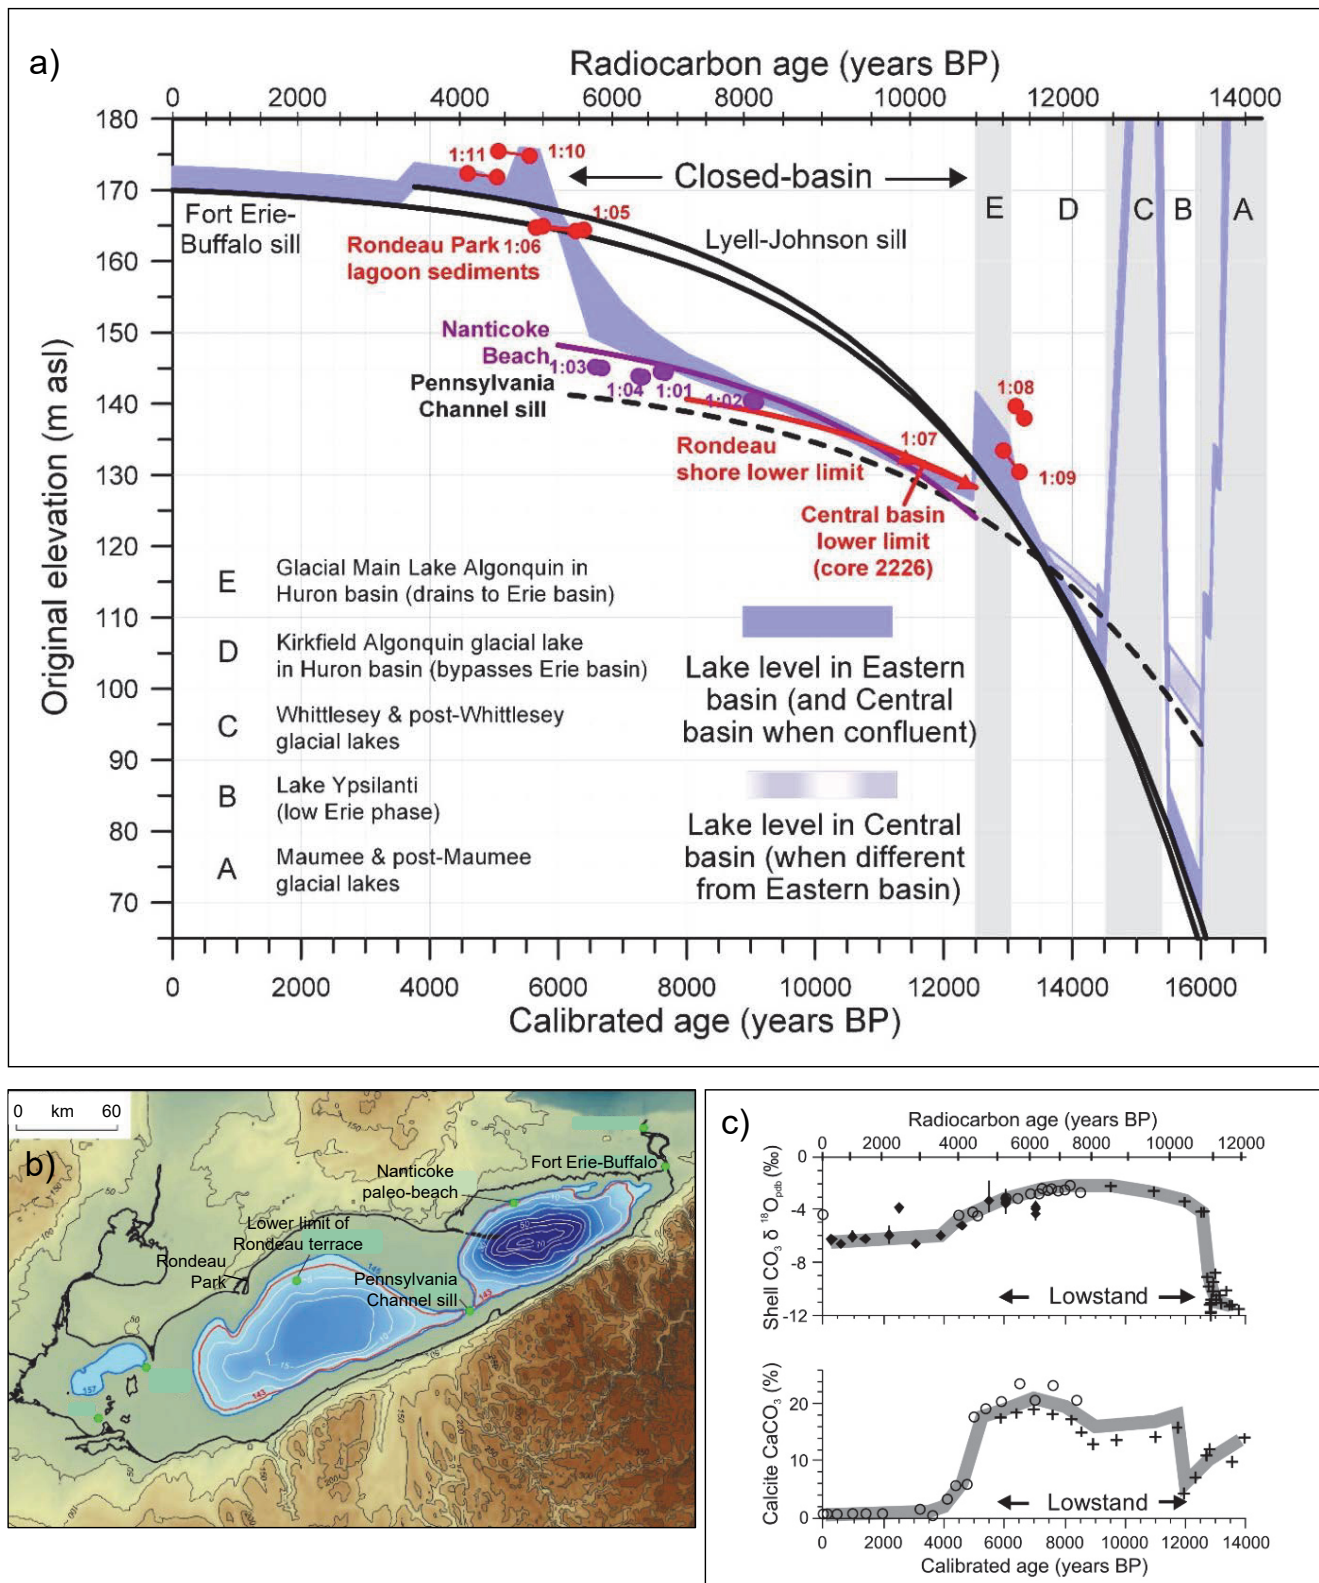 a)
Radiocarbon age (years BP)
0 2000 4000 6000 8000 10000 12000 14000
180
170
160
150
140
130
120
110
100
90
80
70
Original elevation (m asl)
1:11
1:10
Closed-basin
E
D
C
B
A
Fort Erie-
Buffalo sill
1:05
Lyell-Johnson sill
Rondeau Park 1:06
lagoon sediments
Nanticoke
Beach
1:03
1:04
1:01
1:02
Pennsylvania
Channel sill
1:08
1:07
1:09
Rondeau
shore lower limit
Central basin
lower limit
(core 2226)
E Glacial Main Lake Algonquin in
Huron basin (drains to Erie basin)
D Kirkfield Algonquin glacial lake
in Huron basin (bypasses Erie basin)
C Whittlesey & post-Whittlesey
glacial lakes
B Lake Ypsilanti
(low Erie phase)
A Maumee & post-Maumee
glacial lakes
Lake level in Eastern
basin (and Central
basin when confluent)
Lake level in Central
basin (when different
from Eastern basin)
0 2000 4000 6000 8000 10000 12000 14000 16000
Calibrated age (years BP)
0 km 60
b)
Fort Erie-Buffalo
Nanticoke
paleo-beach
Lower limit of
Rondeau terrace
Rondeau
Park
Pennsylvania
Channel sill
145
143
143
157
c)
Radiocarbon age (years BP)
0 2000 4000 6000 8000 10000 12000
Shell CO3 δ 18Opdb (‰)
0
-4
-8
-12
Lowstand
Calcite CaCO3 (%)
20
10
0
Lowstand
0 2000 4000 6000 8000 10000 12000 14000
Calibrated age (years BP)